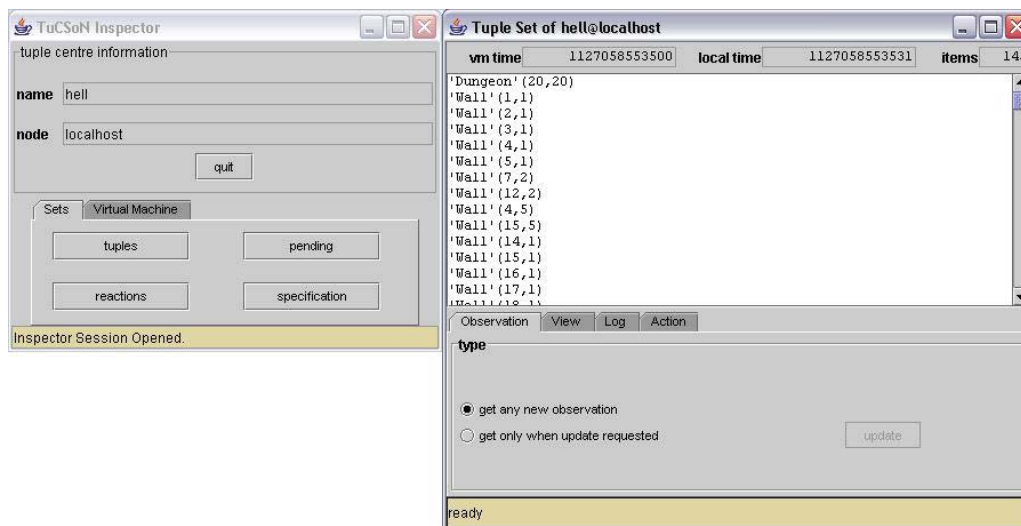 TuCSoN Inspector
tuple centre information
name hell
node localhost
quit
Sets Virtual Machine
tuples pending
reactions specification
Inspector Session Opened.
Tuple Set of hell@localhost
vm time 1127058553500 local time 1127058553531 items
'Dungeon'(20,20)
'Wall'(1,1)
'Wall'(2,1)
'Wall'(3,1)
'Wall'(4,1)
'Wall'(5,1)
'Wall'(7,2)
'Wall'(12,2)
'Wall'(4,5)
'Wall'(15,5)
'Wall'(14,1)
'Wall'(15,1)
'Wall'(16,1)
'Wall'(17,1)
'Wall'(18,1)
Observation View Log Action
type
get any new observation
get only when update requested update
ready